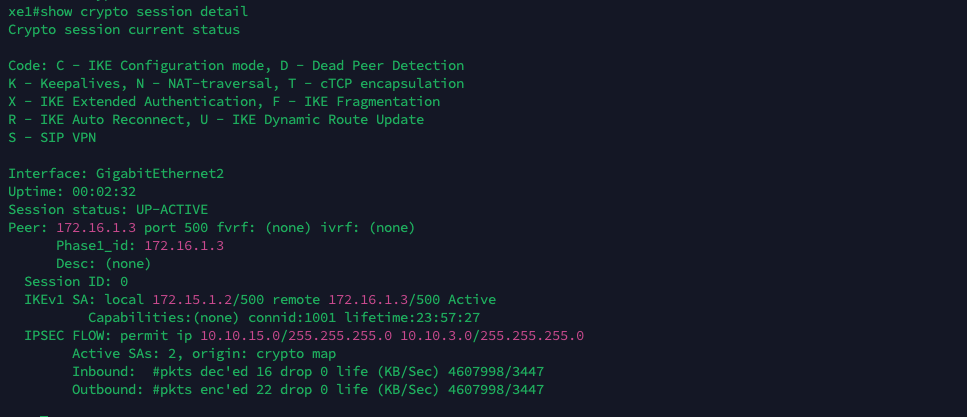 xe1#show crypto session detail
Crypto session current status
Code: C - IKE Configuration mode, D - Dead Peer Detection
K - Keepalives, N - NAT-traversal, T - cTCP encapsulation
X - IKE Extended Authentication, F - IKE Fragmentation
R - IKE Auto Reconnect, U - IKE Dynamic Route Update
S - SIP VPN
Interface: GigabitEthernet2
Uptime: 00:02:32
Session status: UP-ACTIVE
Peer: 172.16.1.3 port 500 fvrf: (none) ivrf: (none)
Phase1_id: 172.16.1.3
Desc: (none)
Session ID: 0
IKEv1 SA: local 172.15.1.2/500 remote 172.16.1.3/500 Active
Capabilities:(none) connid:1001 lifetime:23:57:27
IPSEC FLOW: permit ip 10.10.15.0/255.255.255.0 10.10.3.0/255.255.255.0
Active SAs: 2, origin: crypto map
Inbound: #pkts dec'ed 16 drop 0 life (KB/Sec) 4607998/3447
Outbound: #pkts enc'ed 22 drop 0 life (KB/Sec) 4607998/3447